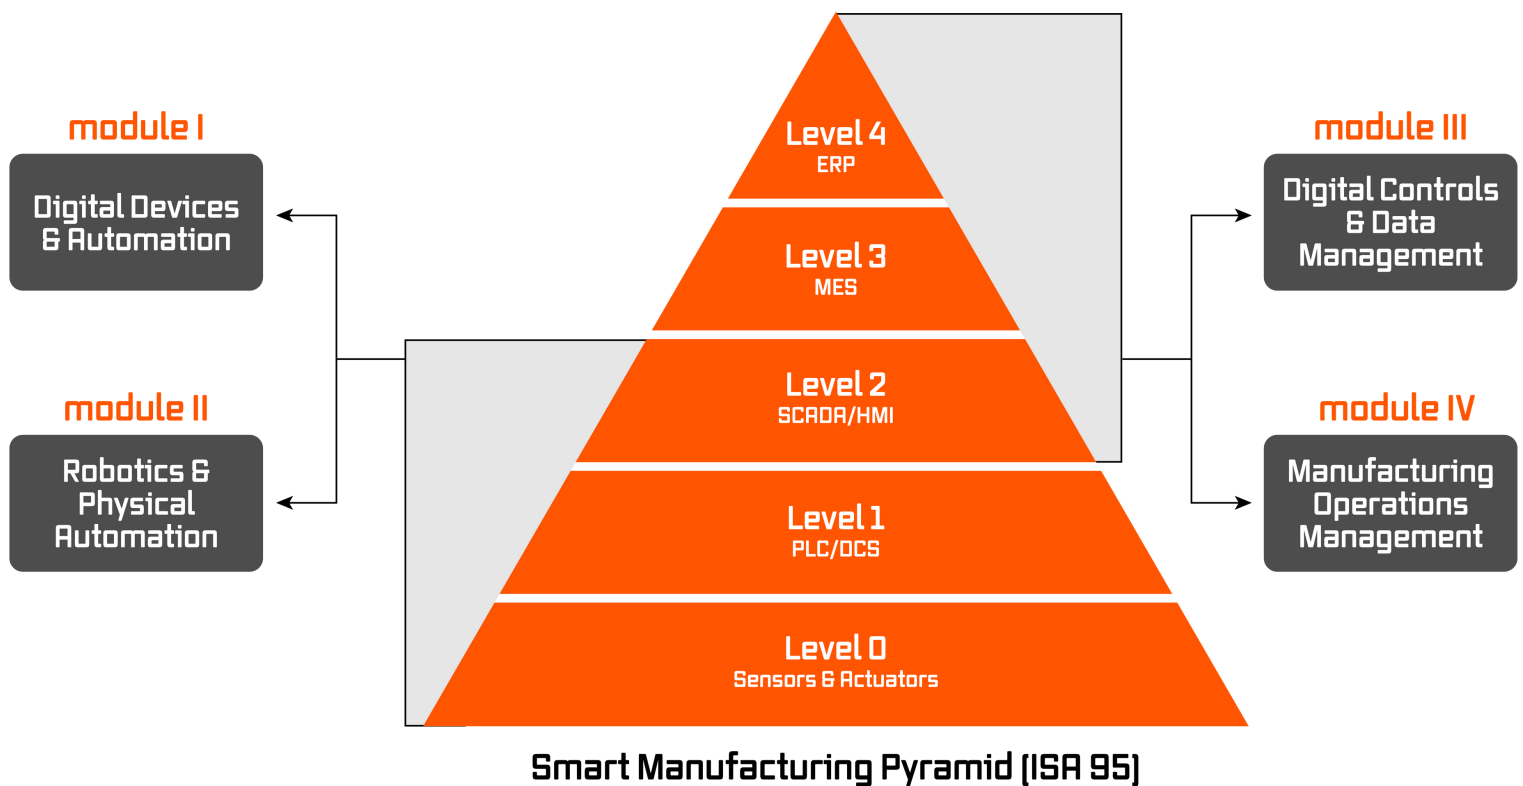 module I
Digital Devices
& Automation
module II
Robotics &
Physical
Automation
Level 4
ERP
Level 3
MES
Level 2
SCADA/HMI
Level 1
PLC/DCS
Level 0
Sensors & Actuators
module III
Digital Controls
& Data
Management
module IV
Manufacturing
Operations
Management
Smart Manufacturing Pyramid (ISA 95)